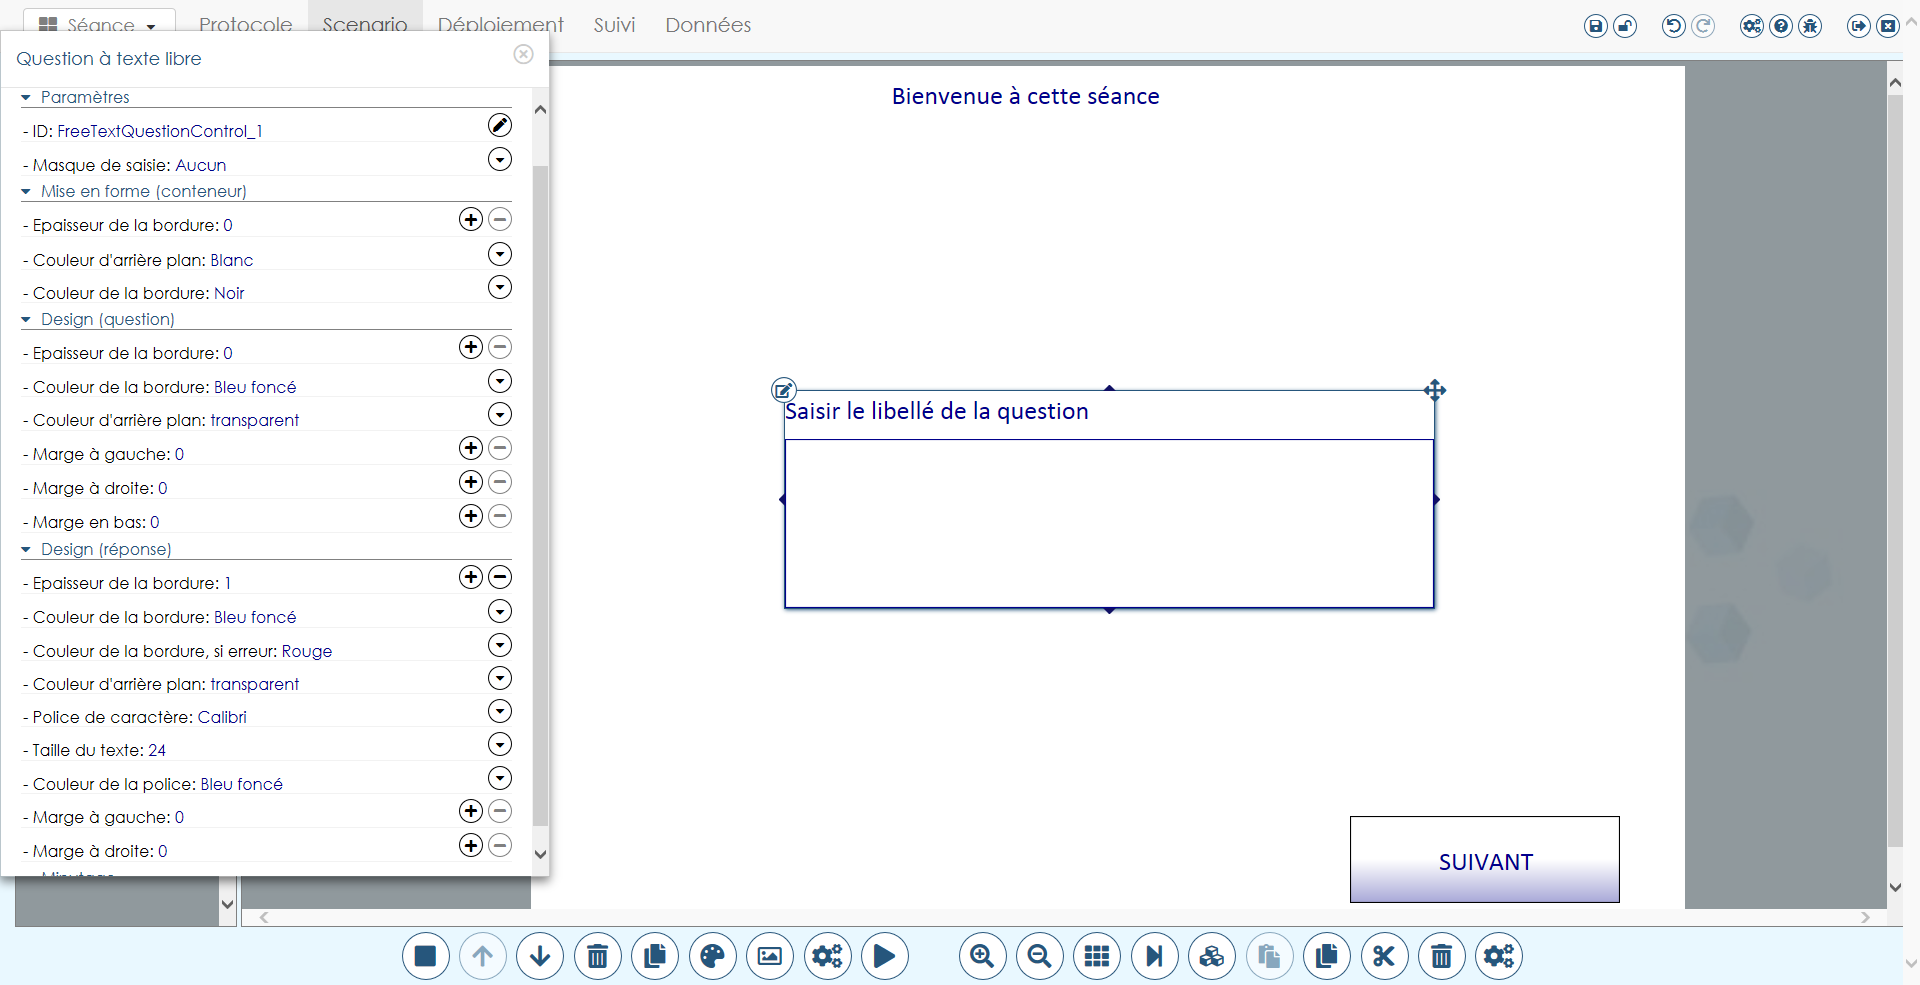 Séance
Protocole
Scenario
Déploiement
Suivi
Données
Question à texte libre
Paramètres
- ID: FreeTextQuestionControl_1
- Masque de saisie: Aucun
Mise en forme (conteneur)
- Epaisseur de la bordure: 0
- Couleur d'arrière plan: Blanc
- Couleur de la bordure: Noir
Design (question)
- Epaisseur de la bordure: 0
- Couleur de la bordure: Bleu foncé
- Couleur d'arrière plan: transparent
- Marge à gauche: 0
- Marge à droite: 0
- Marge en bas: 0
Design (réponse)
- Epaisseur de la bordure: 1
- Couleur de la bordure: Bleu foncé
- Couleur de la bordure, si erreur: Rouge
- Couleur d'arrière plan: transparent
- Police de caractère: Calibri
- Taille du texte: 24
- Couleur de la police: Bleu foncé
- Marge à gauche: 0
- Marge à droite: 0
Bienvenue à cette séance
Saisir le libellé de la question
SUIVANT